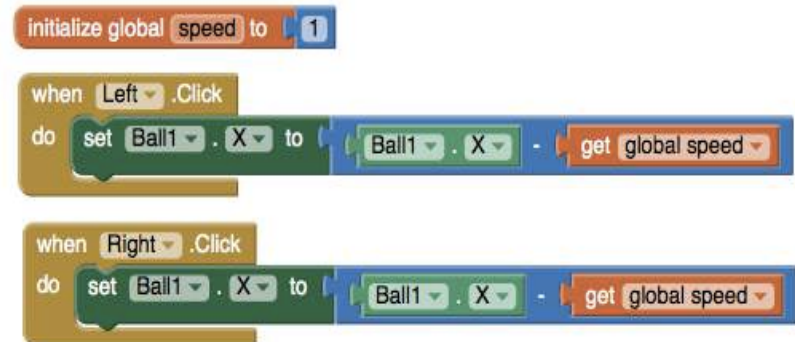 initialize global speed to 1
when Left .Click
do set Ball1 . X to Ball1 . X - get global speed
when Right .Click
do set Ball1 . X to Ball1 . X - get global speed